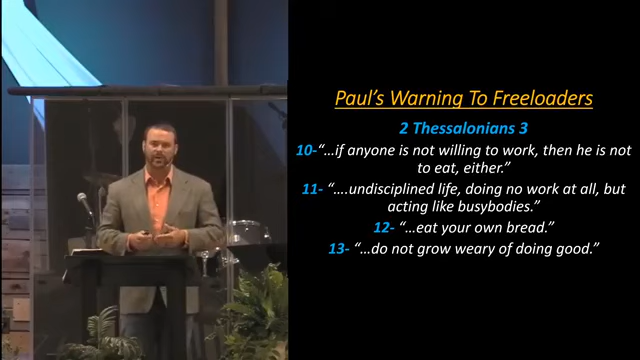 Paul's Warning To Freeloaders
2 Thessalonians 3
10-“…if anyone is not willing to work, then he is not
to eat, either.”
11- “….undisciplined life, doing no work at all, but
acting like busybodies.”
12- “…eat your own bread.”
13- “…do not grow weary of doing good.”